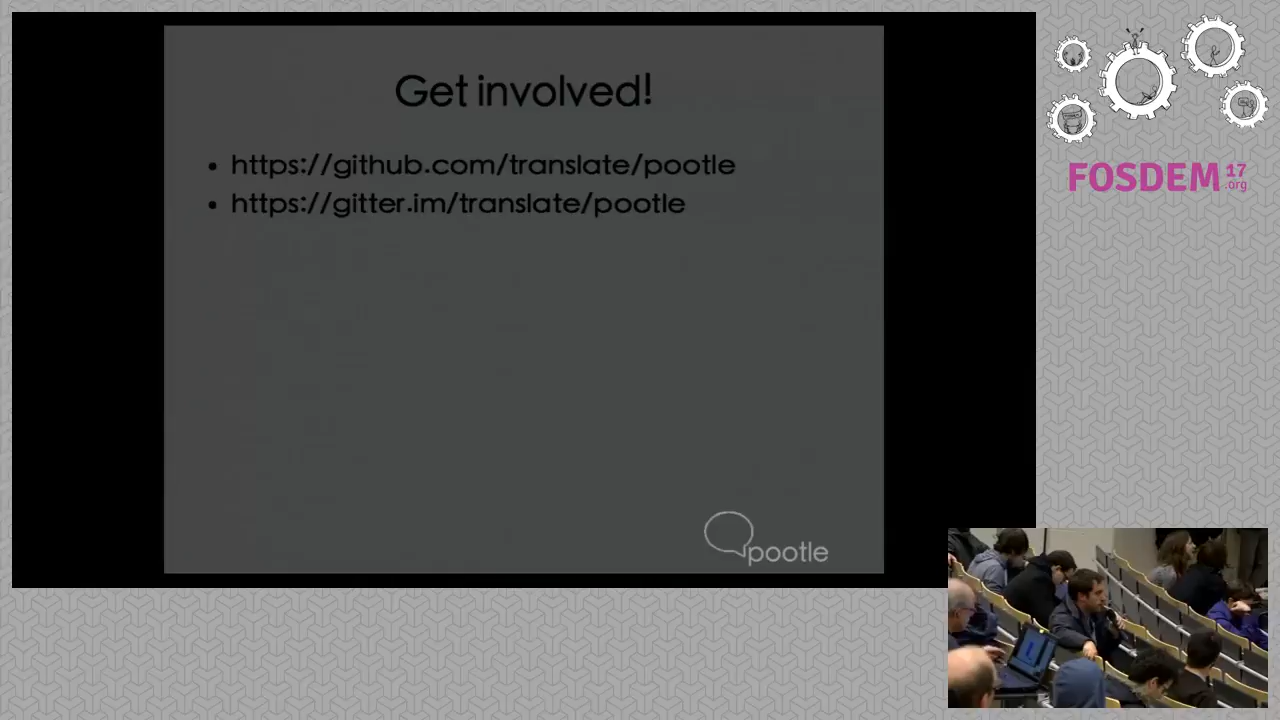 Get involved!
• https://github.com/translate/pootle
• https://gitter.im/translate/pootle
pootle
FOSDEM 17
.org